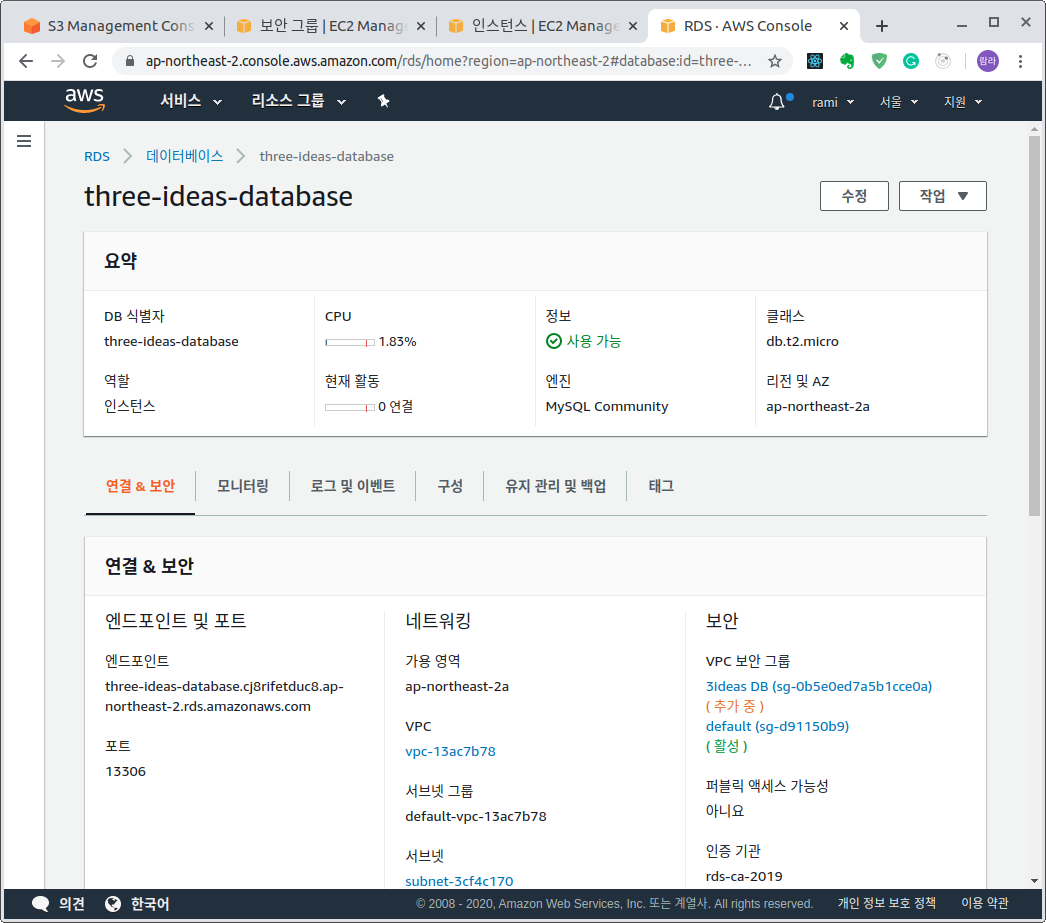 S3 Management Cons
보안 그룹 | EC2 Manag
인스턴스 | EC2 Manage
RDS · AWS Console
ap-northeast-2.console.aws.amazon.com/rds/home?region=ap-northeast-2#database:id=three-...
람라
aws
서비스
리소스 그룹
rami
서울
지원
RDS
데이터베이스
three-ideas-database
three-ideas-database
수정
작업
요약
DB 식별자
three-ideas-database
CPU
1.83%
정보
사용 가능
클래스
db.t2.micro
역할
인스턴스
현재 활동
0 연결
엔진
MySQL Community
리전 및 AZ
ap-northeast-2a
연결 & 보안
모니터링
로그 및 이벤트
구성
유지 관리 및 백업
태그
연결 & 보안
엔드포인트 및 포트
엔드포인트
three-ideas-database.cj8rifetduc8.ap-
northeast-2.rds.amazonaws.com
포트
13306
네트워킹
가용 영역
ap-northeast-2a
VPC
vpc-13ac7b78
서브넷 그룹
default-vpc-13ac7b78
서브넷
subnet-3cf4c170
보안
VPC 보안 그룹
3ideas DB (sg-0b5e0ed7a5b1cce0a)
( 추가 중 )
default (sg-d91150b9)
( 활성 )
퍼블릭 액세스 가능성
아니요
인증 기관
rds-ca-2019
의견
한국어
© 2008 - 2020, Amazon Web Services, Inc. 또는 계열사. All rights reserved.
개인 정보 보호 정책
이용 약관